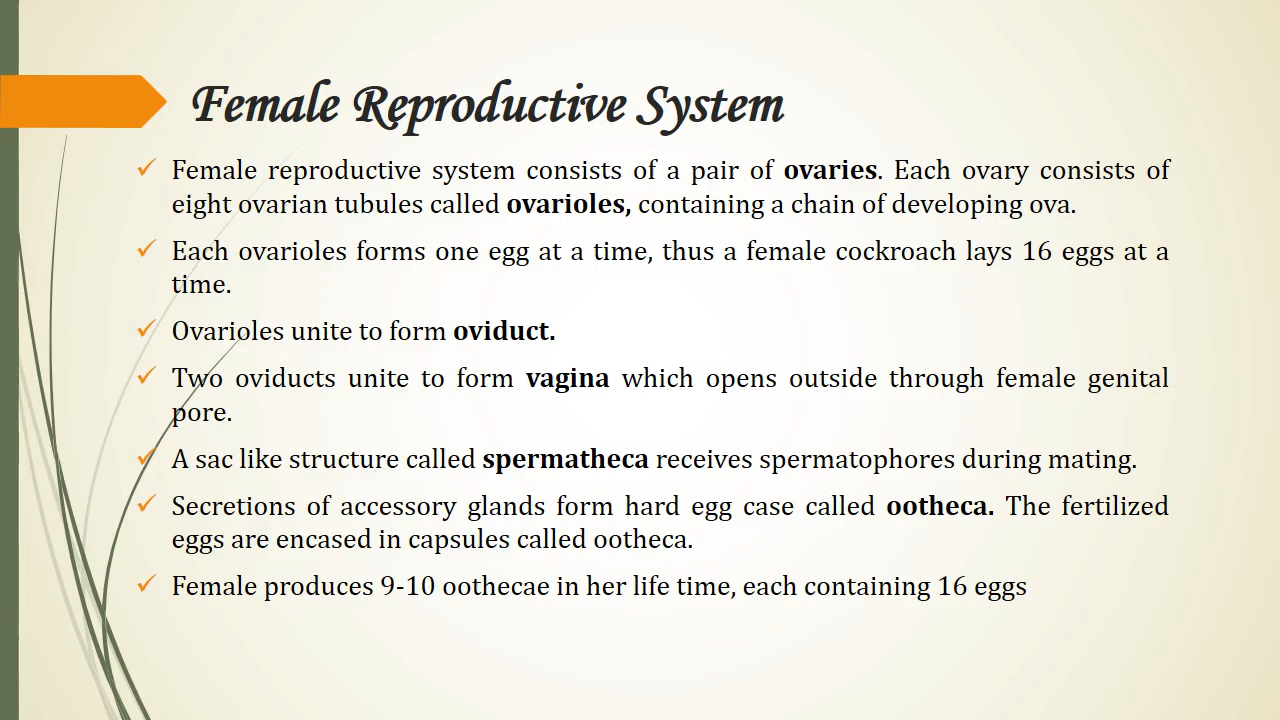 Female Reproductive System
Female reproductive system consists of a pair of ovaries. Each ovary consists of
eight ovarian tubules called ovarioles, containing a chain of developing ova.
Each ovarioles forms one egg at a time, thus a female cockroach lays 16 eggs at a
time.
Ovarioles unite to form oviduct.
Two oviducts unite to form vagina which opens outside through female genital
pore.
A sac like structure called spermatheca receives spermatophores during mating.
Secretions of accessory glands form hard egg case called ootheca. The fertilized
eggs are encased in capsules called ootheca.
Female produces 9-10 oothecae in her life time, each containing 16 eggs